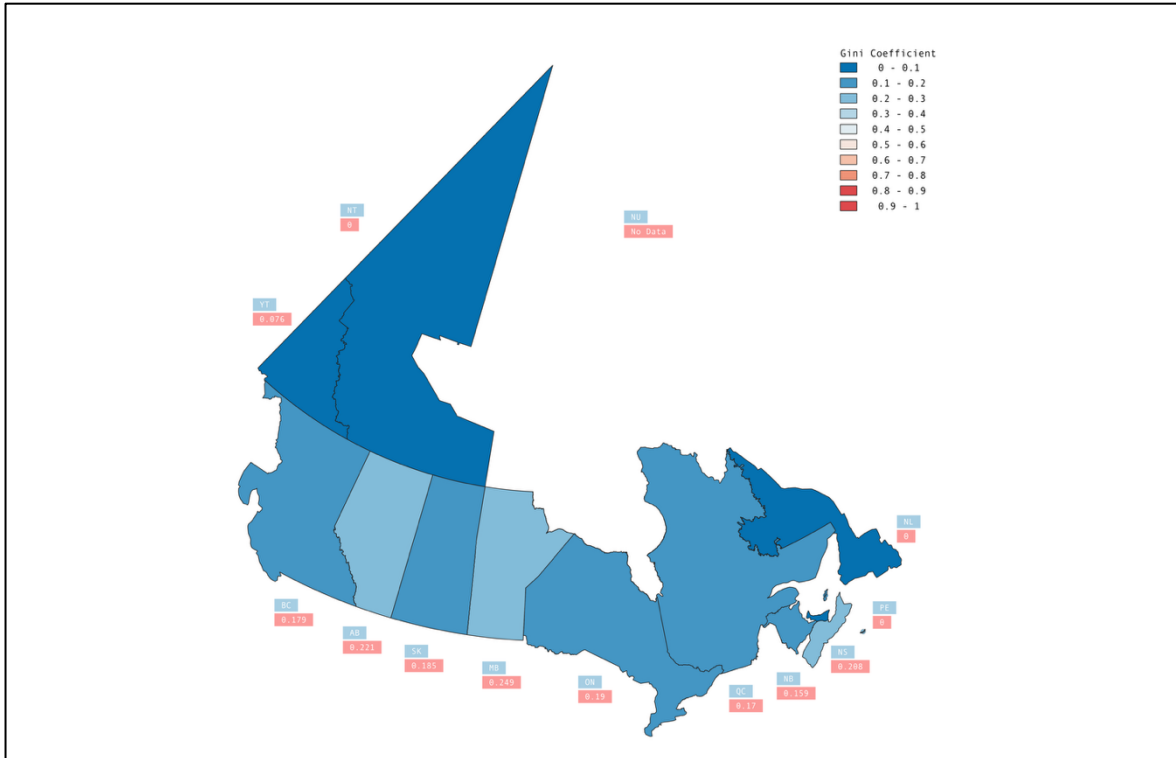 Gini Coefficient
0 - 0.1
0.1 - 0.2
0.2 - 0.3
0.3 - 0.4
0.4 - 0.5
0.5 - 0.6
0.6 - 0.7
0.7 - 0.8
0.8 - 0.9
0.9 - 1
NT
0
NU
No Data
YT
0.076
NL
0
PE
0
BC
0.179
AB
0.221
SK
0.185
MB
0.249
ON
0.19
QC
0.17
NB
0.159
NS
0.208